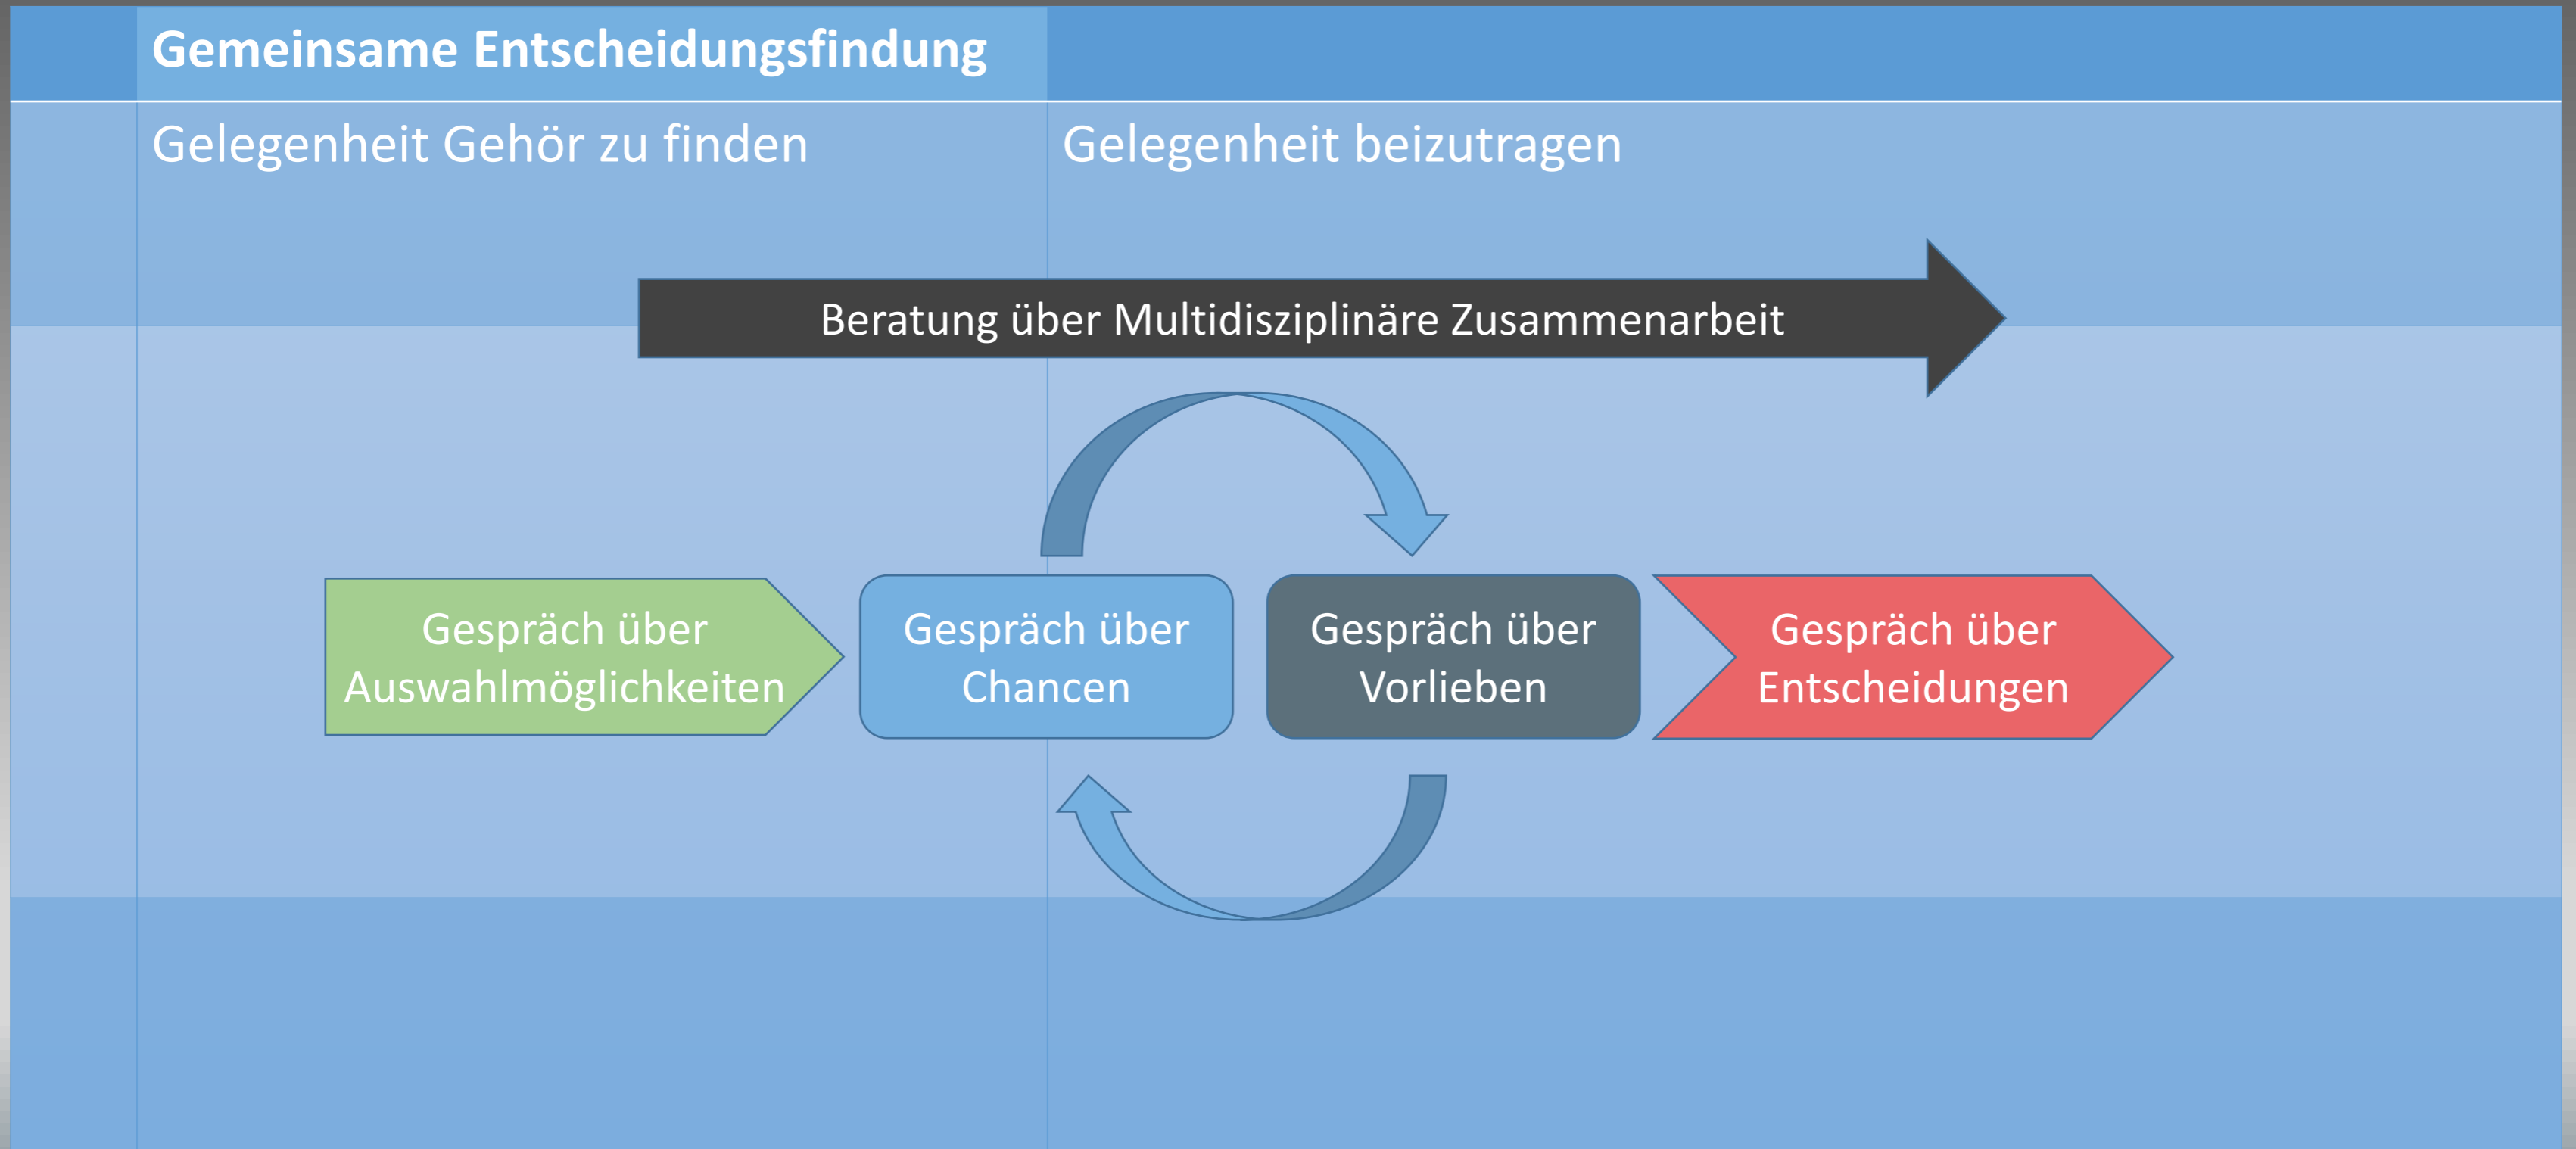 Gemeinsame Entscheidungsfindung
Gelegenheit Gehör zu finden
Gelegenheit beizutragen
Beratung über Multidisziplinäre Zusammenarbeit
Gespräch über
Auswahlmöglichkeiten
Gespräch über
Chancen
Gespräch über
Vorlieben
Gespräch über
Entscheidungen